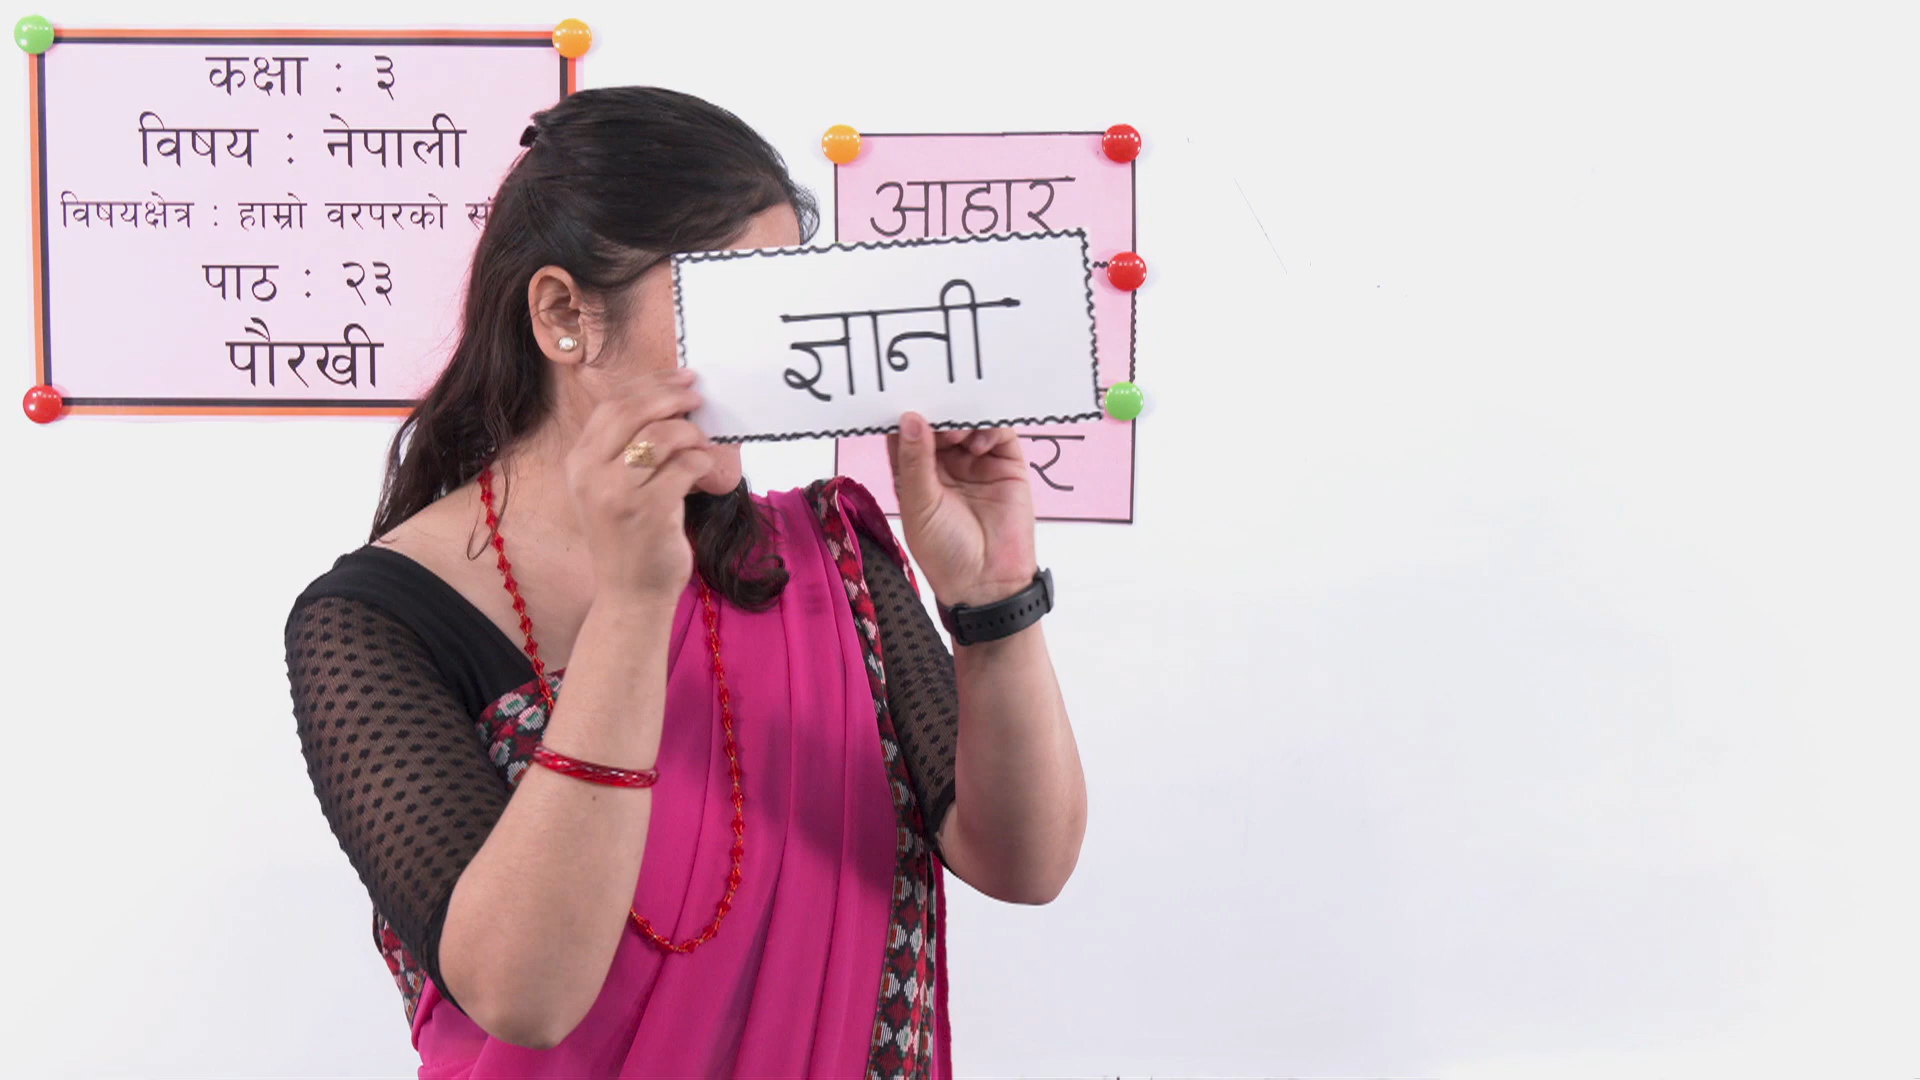 कक्षा : ३
विषय : नेपाली
विषयक्षेत्र : हाम्रो वरपरको
पाठ : २३
पौरखी
आहार
ज्ञानी